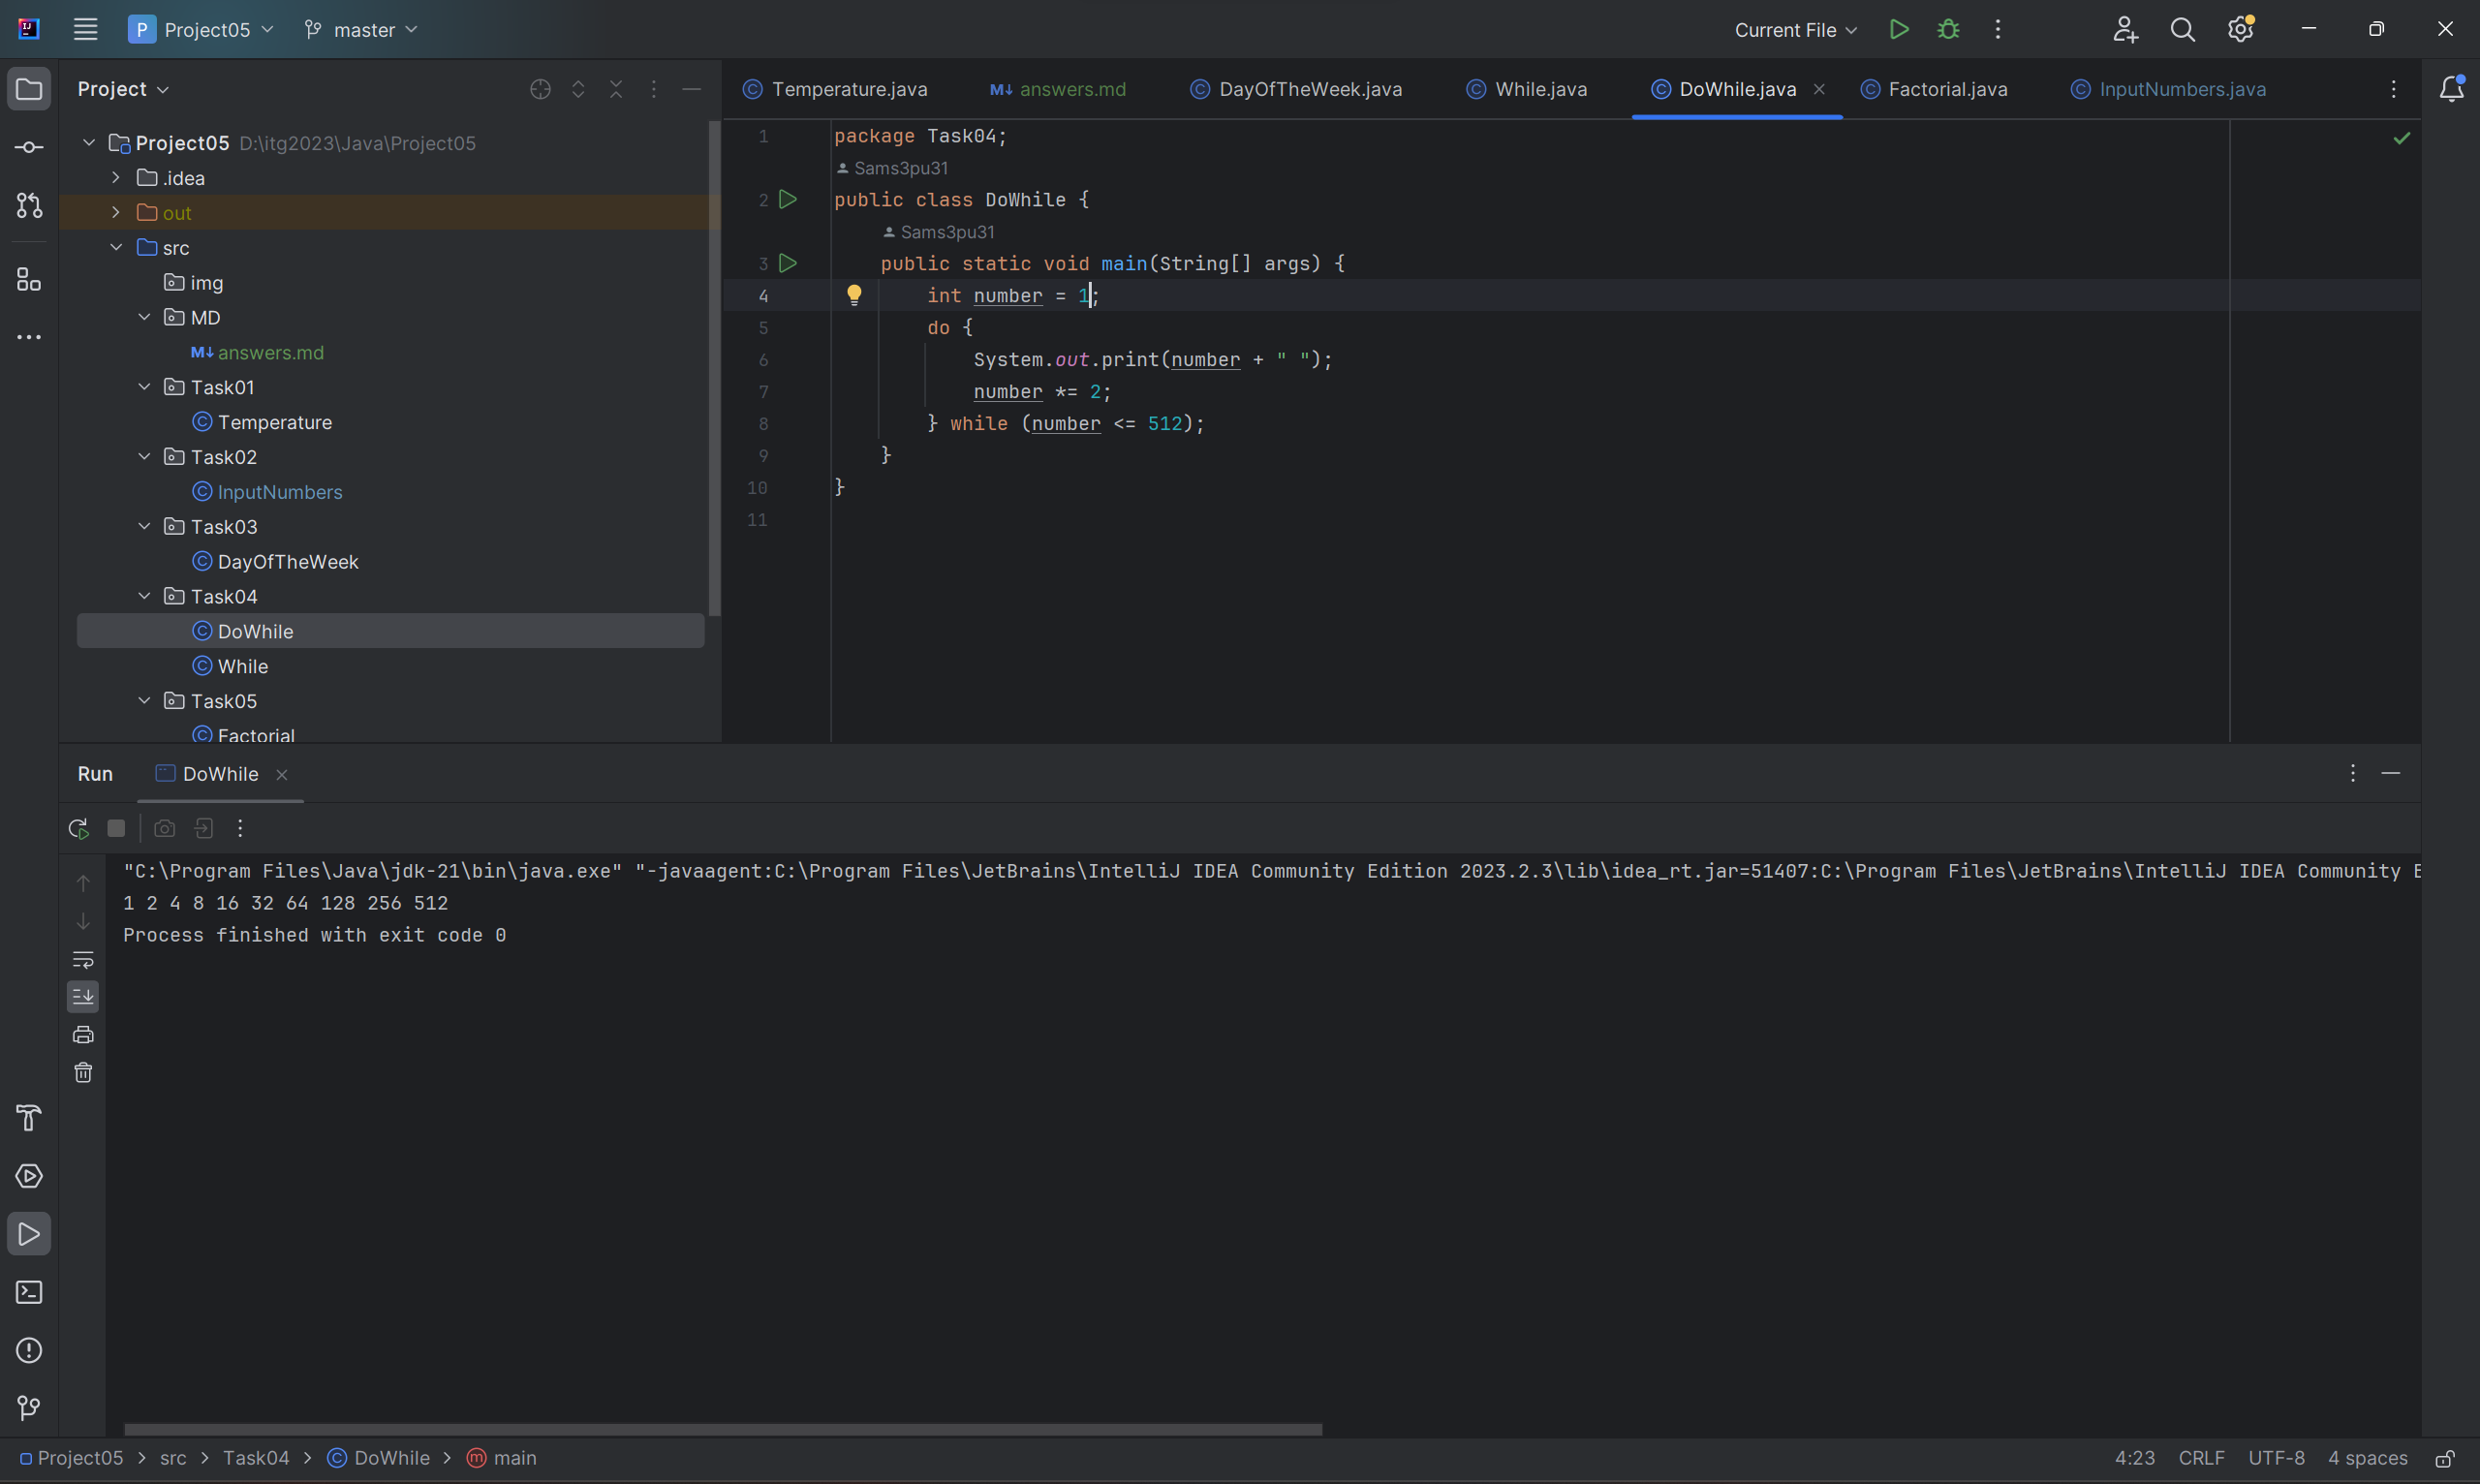 Project05 master Current File
Project
Temperature.java answers.md DayOfTheWeek.java While.java DoWhile.java Factorial.java InputNumbers.java
Project05 D:\itg2023\Java\Project05
.idea
out
src
img
MD
answers.md
Task01
Temperature
Task02
InputNumbers
Task03
DayOfTheWeek
Task04
DoWhile
While
Task05
Factorial
1 package Task04;
Sams3pu31
2 public class DoWhile {
Sams3pu31
3 public static void main(String[] args) {
4 int number = 1;
5 do {
6 System.out.print(number + " ");
7 number *= 2;
8 } while (number <= 512);
9 }
10 }
11
Run DoWhile
"C:\Program Files\Java\jdk-21\bin\java.exe" "-javaagent:C:\Program Files\JetBrains\IntelliJ IDEA Community Edition 2023.2.3\lib\idea_rt.jar=51407:C:\Program Files\JetBrains\IntelliJ IDEA Community E
1 2 4 8 16 32 64 128 256 512
Process finished with exit code 0
Project05 > src > Task04 > DoWhile > main 4:23 CRLF UTF-8 4 spaces